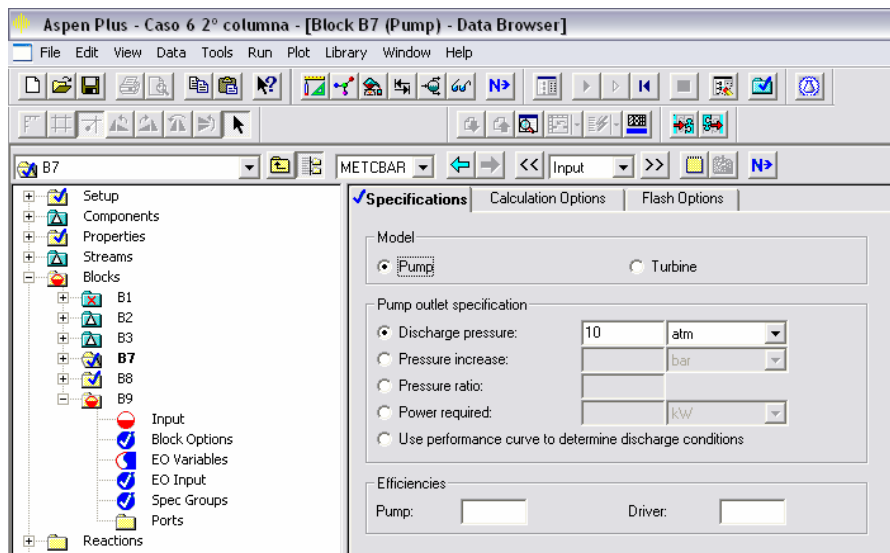 Aspen Plus - Caso 6 2º columna - [Block B7 (Pump) - Data Browser]
File Edit View Data Tools Run Plot Library Window Help
N
B7 METCBAR << Input >> N
Setup
Components
Properties
Streams
Blocks
B1
B2
B3
B7
B8
B9
Input
Block Options
EO Variables
EO Input
Spec Groups
Ports
Reactions
Specifications Calculation Options Flash Options
Model
Pump Turbine
Pump outlet specification
Discharge pressure: 10 atm
Pressure increase: bar
Pressure ratio:
Power required: kW
Use performance curve to determine discharge conditions
Efficiencies
Pump: Driver: